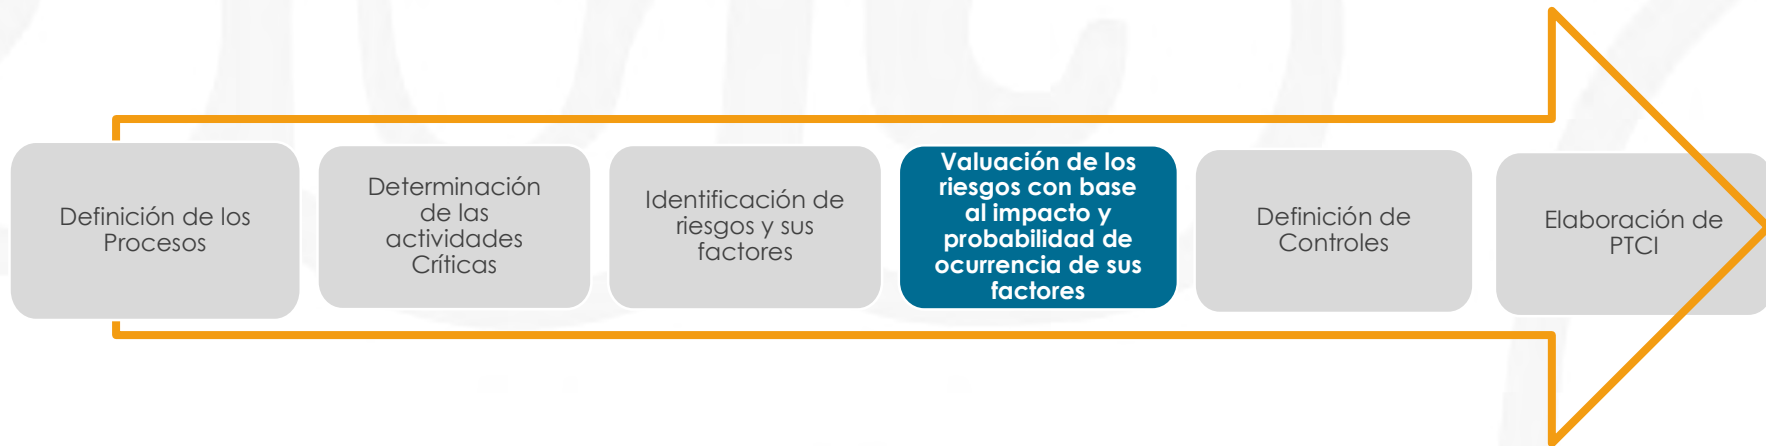 Definición de los
Procesos
Determinación
de las
actividades
Críticas
Identificación de
riesgos y sus
factores
Valuación de los
riesgos con base
al impacto y
probabilidad de
ocurrencia de sus
factores
Definición de
Controles
Elaboración de
PTCI